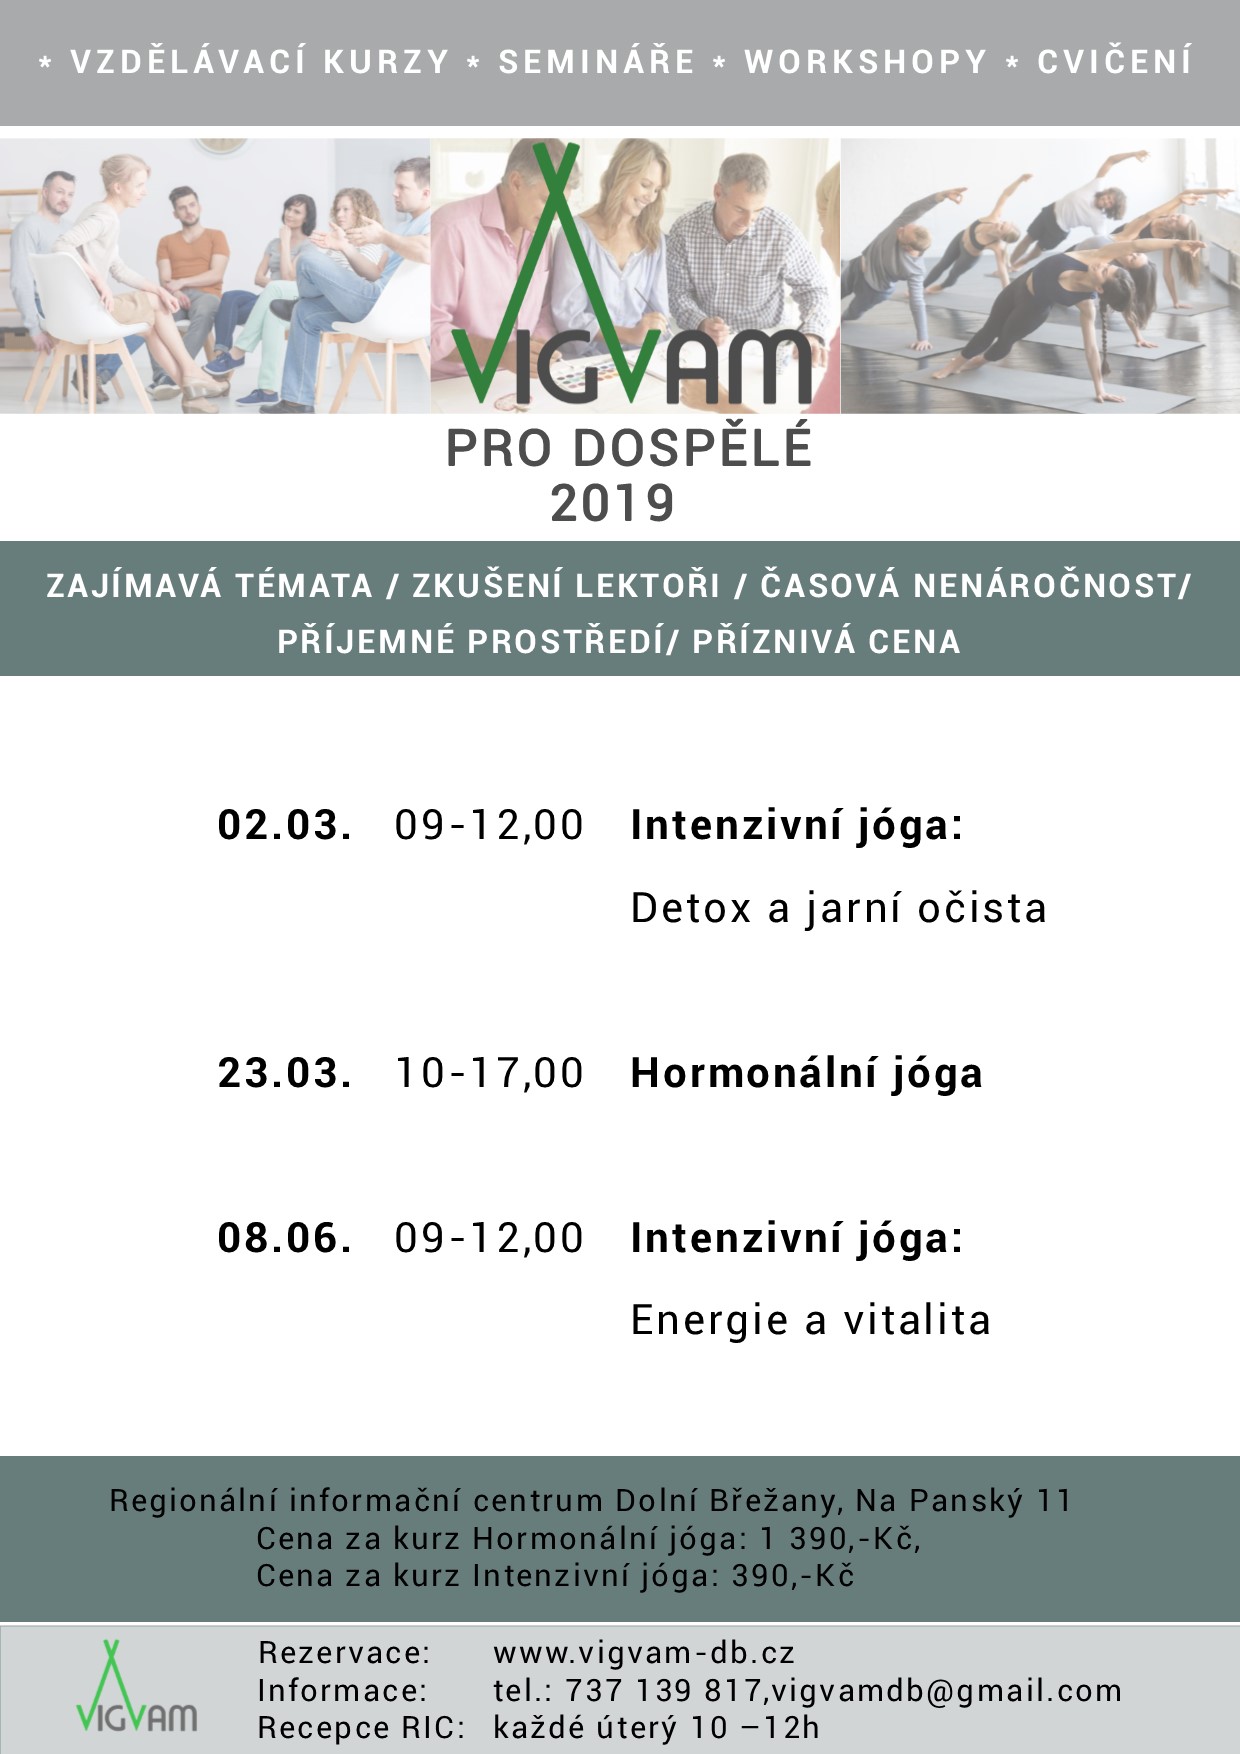 * VZDĚLÁVACÍ KURZY * SEMINÁŘE * WORKSHOPY * CVIČENÍ
VIGVAM
PRO DOSPĚLÉ
2019
ZAJÍMAVÁ TÉMATA / ZKUŠENÍ LEKTOŘI / ČASOVÁ NENÁROČNOST/
PŘÍJEMNÉ PROSTŘEDÍ/ PŘÍZNIVÁ CENA
02.03. 09-12,00 Intenzivní jóga:
Detox a jarní očista
23.03. 10-17,00 Hormonální jóga
08.06. 09-12,00 Intenzivní jóga:
Energie a vitalita
Regionální informační centrum Dolní Břežany, Na Panský 11
Cena za kurz Hormonální jóga: 1 390,-Kč,
Cena za kurz Intenzivní jóga: 390,-Kč
VIGVAM
Rezervace: www.vigvam-db.cz
Informace: tel.: 737 139 817,vigvamdb@gmail.com
Recepce RIC: každé úterý 10 –12h